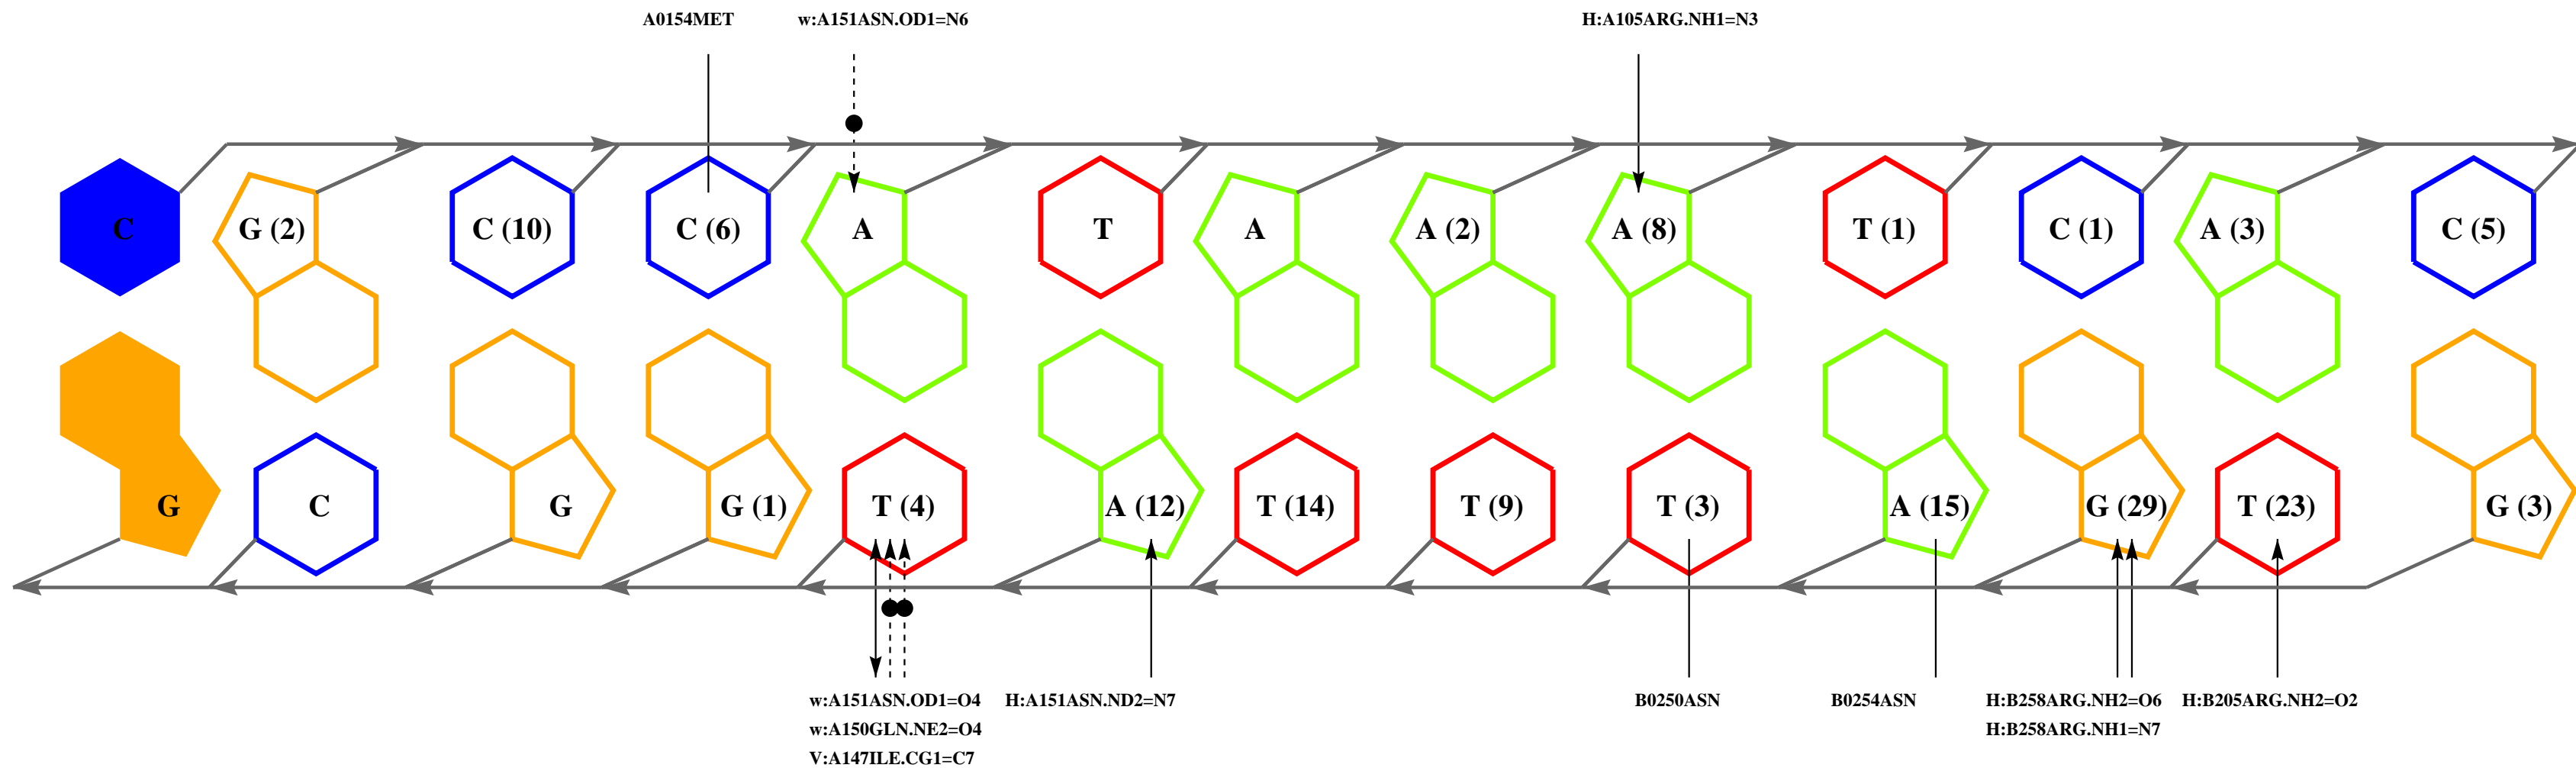 A0154MET w:A151ASN.OD1=N6 H:A105ARG.NH1=N3
C G (2) C (10) C (6) A T A A (2) A (8) T (1) C (1) A (3) C (5)
G C G G (1) T (4) A (12) T (14) T (9) T (3) A (15) G (29) T (23) G (3)
w:A151ASN.OD1=O4 H:A151ASN.ND2=N7 B0250ASN B0254ASN H:B258ARG.NH2=O6 H:B205ARG.NH2=O2
w:A150GLN.NE2=O4 H:B258ARG.NH1=N7
V:A147ILE.CG1=C7